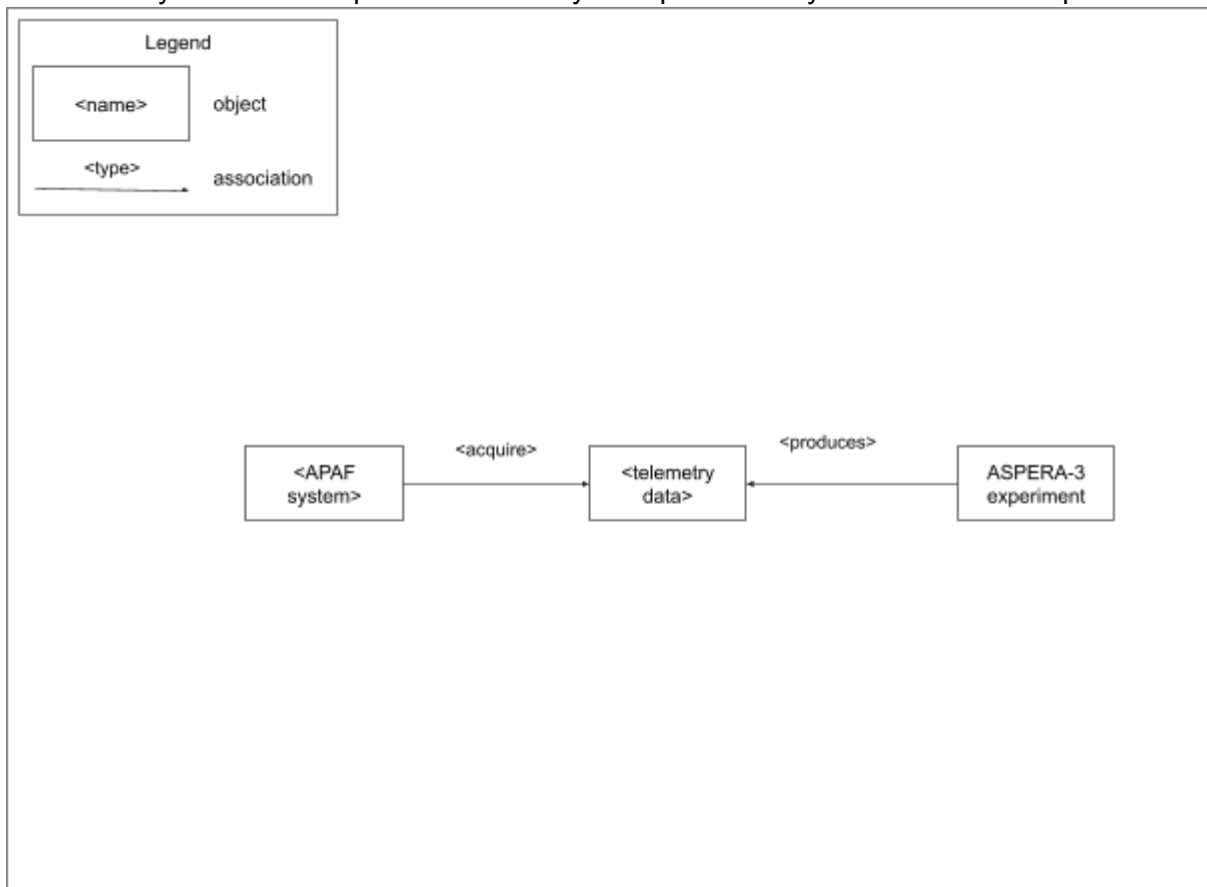 Legend
<name>
object
<type>
association
<acquire>
<produces>
<APAF
system>
<telemetry
data>
ASPERA-3
experiment